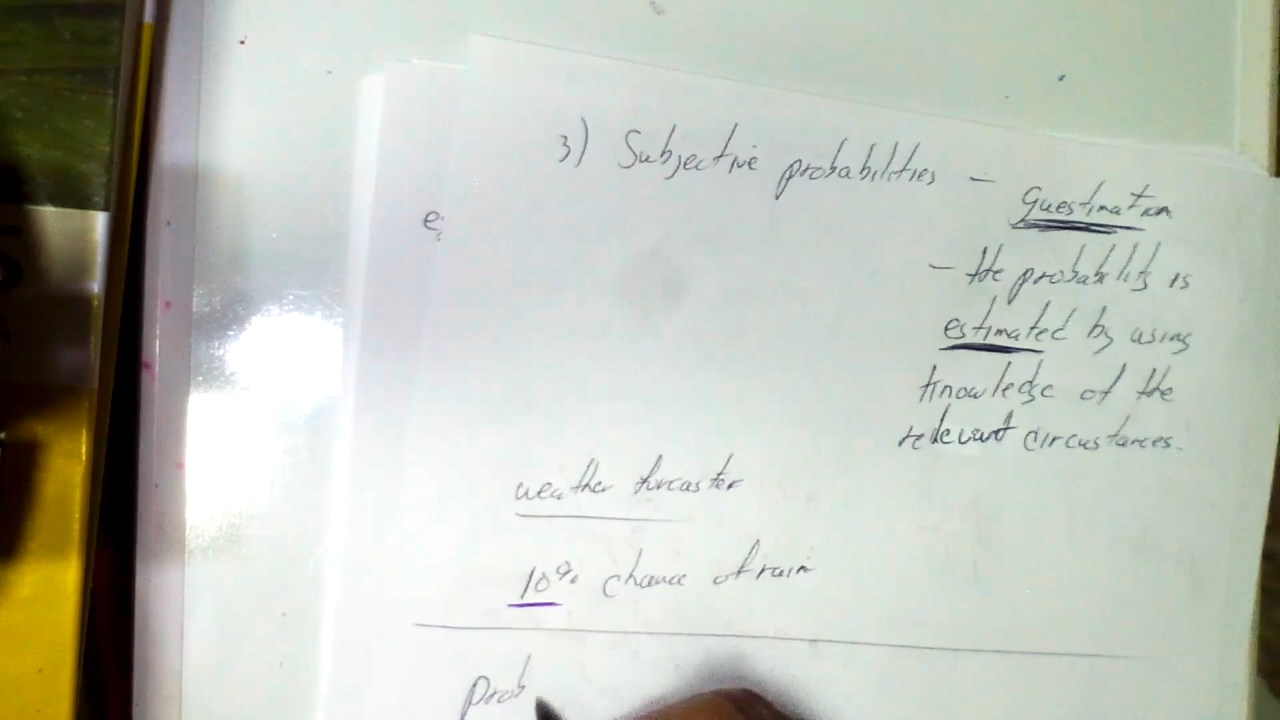 3) Subjective probabilities - Guestimation
e:
- the probability is
estimated by using
knowledge of the
relevant circustances.
weather forcaster
10% chance of rain
Prob